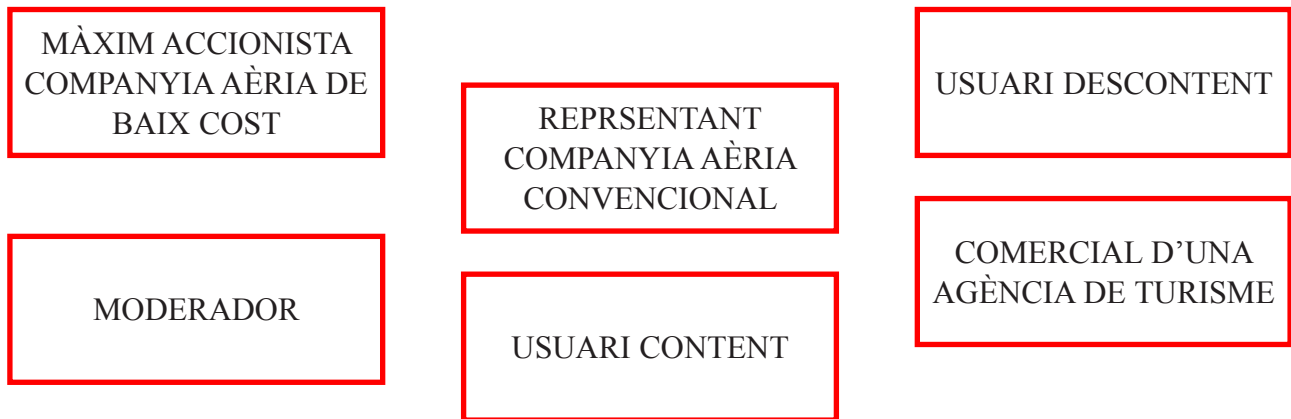 MÀXIM ACCIONISTA
COMPANYIA AÈRIA DE
BAIX COST
REPRSENTANT
COMPANYIA AÈRIA
CONVENCIONAL
USUARI DESCONTENT
MODERADOR
USUARI CONTENT
COMERCIAL D’UNA
AGÈNCIA DE TURISME